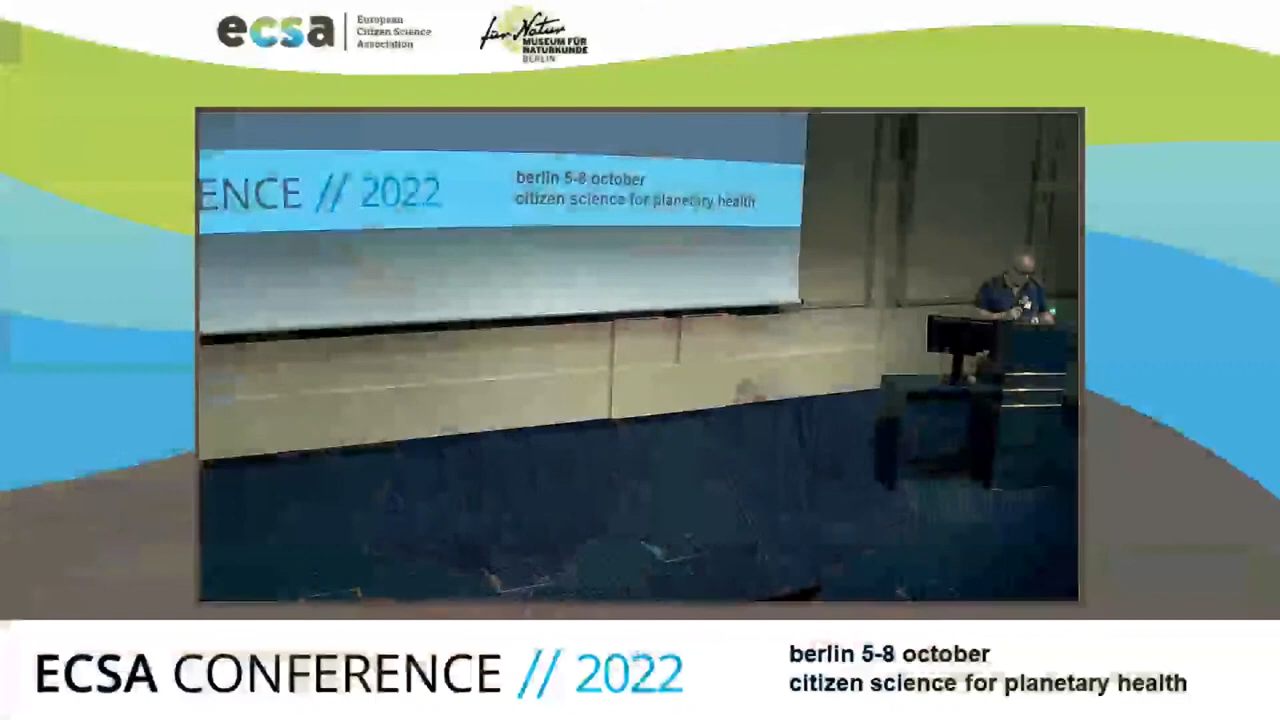 ecsa
European
Citizen Science
Association
für Natur
MUSEUM FÜR
NATURKUNDE
BERLIN
ENCE // 2022
berlin 5-8 october
citizen science for planetary health
ECSA CONFERENCE // 2022
berlin 5-8 october
citizen science for planetary health